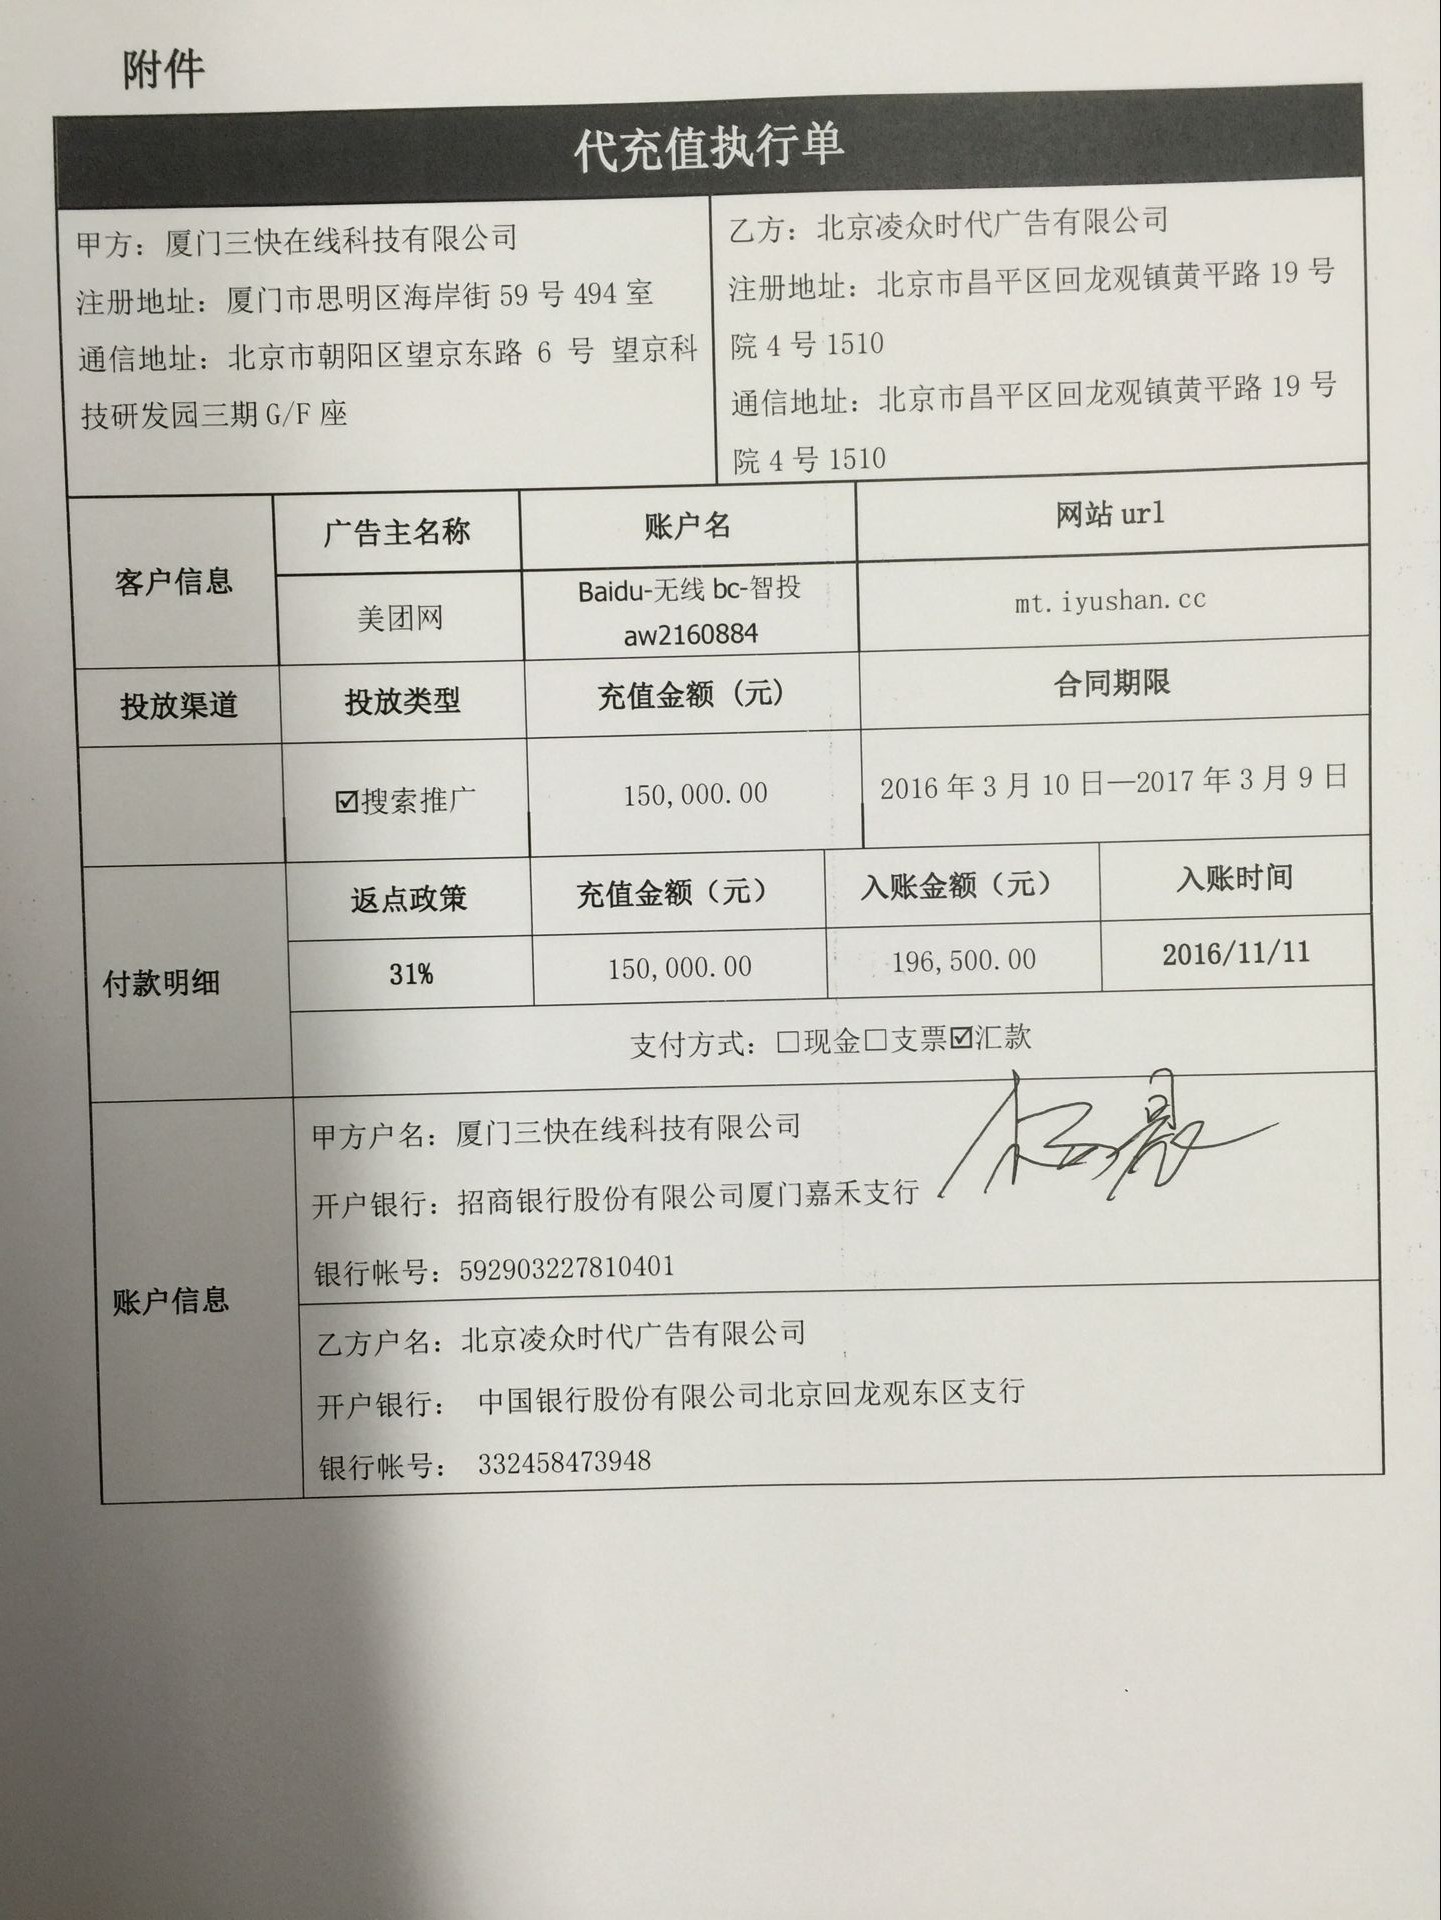 附件
代充值执行单
甲方：厦门三快在线科技有限公司
注册地址：厦门市思明区海岸街 59 号 494 室
通信地址：北京市朝阳区望京东路 6 号 望京科
技研发园三期 G/F 座
乙方：北京凌众时代广告有限公司
注册地址：北京市昌平区回龙观镇黄平路 19 号
院 4 号 1510
通信地址：北京市昌平区回龙观镇黄平路 19 号
院 4 号 1510
客户信息
广告主名称
账户名
网站 url
美团网
Baidu-无线 bc-智投
aw2160884
mt.iyushan.cc
投放渠道
投放类型
充值金额（元）
合同期限
☑搜索推广
150,000.00
2016 年 3 月 10 日—2017 年 3 月 9 日
付款明细
返点政策
充值金额（元）
入账金额（元）
入账时间
31%
150,000.00
196,500.00
2016/11/11
支付方式：□现金□支票☑汇款
账户信息
甲方户名：厦门三快在线科技有限公司
开户银行：招商银行股份有限公司厦门嘉禾支行
银行帐号：592903227810401
乙方户名：北京凌众时代广告有限公司
开户银行： 中国银行股份有限公司北京回龙观东区支行
银行帐号： 332458473948